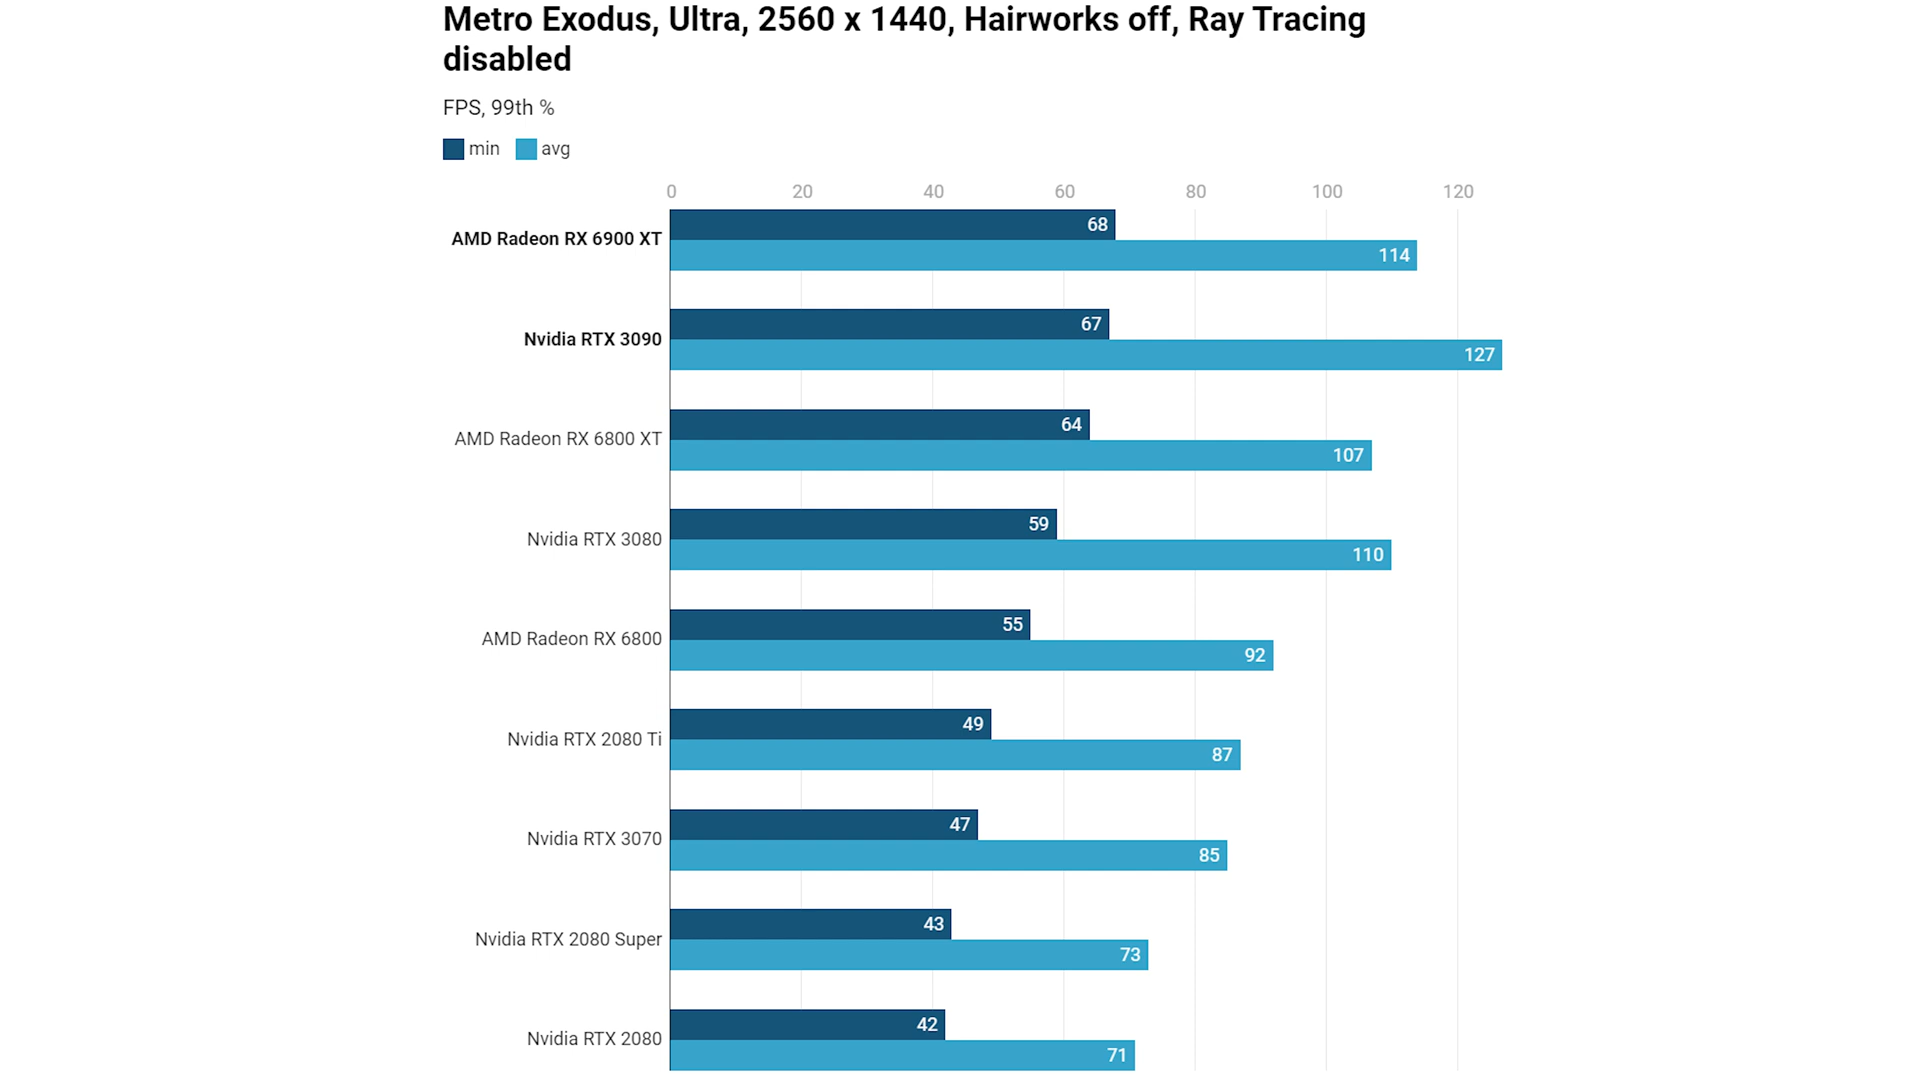 Metro Exodus, Ultra, 2560 x 1440, Hairworks off, Ray Tracing
disabled
FPS, 99th %
min avg
0 20 40 60 80 100 120
68
AMD Radeon RX 6900 XT
114
67
Nvidia RTX 3090
127
64
AMD Radeon RX 6800 XT
107
59
Nvidia RTX 3080
110
55
AMD Radeon RX 6800
92
49
Nvidia RTX 2080 Ti
87
47
Nvidia RTX 3070
85
43
Nvidia RTX 2080 Super
73
42
Nvidia RTX 2080
71